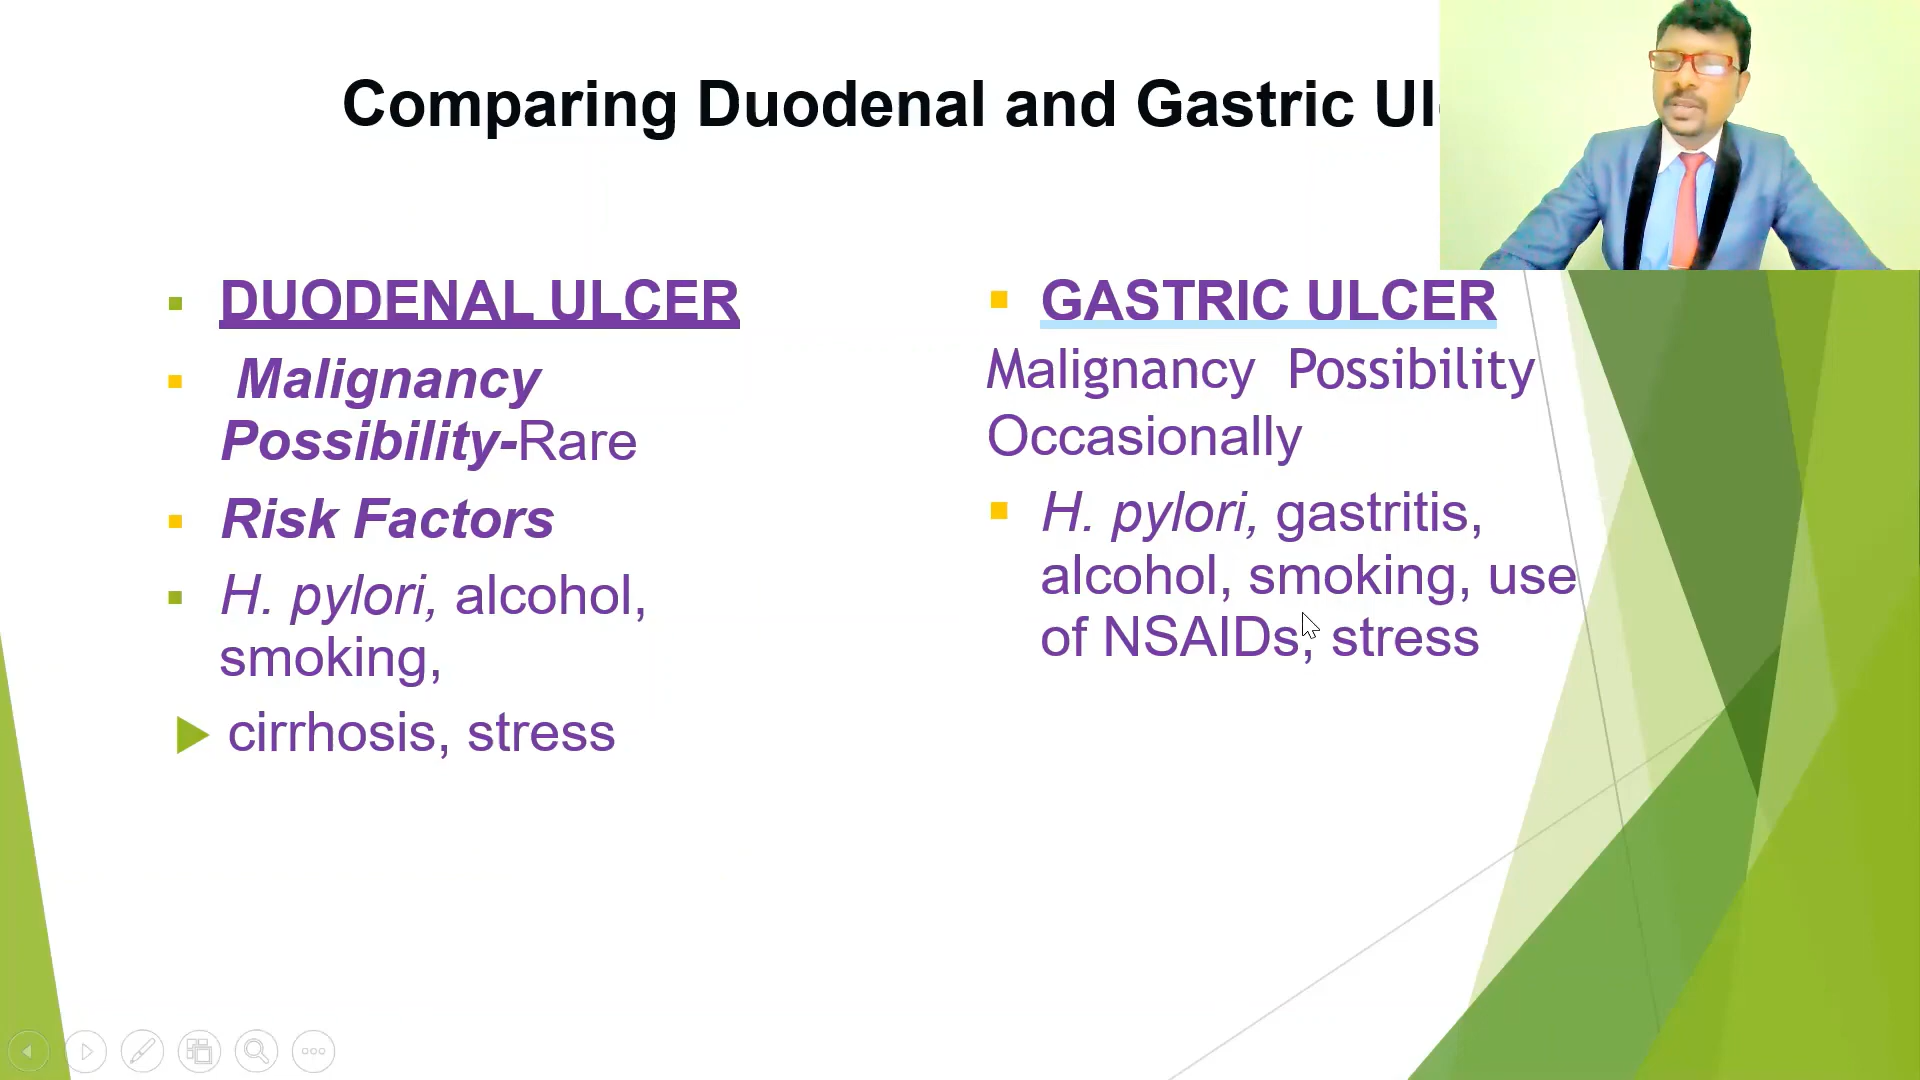 Comparing Duodenal and Gastric
DUODENAL ULCER
Malignancy
Possibility-Rare
Risk Factors
H. pylori, alcohol,
smoking,
cirrhosis, stress
GASTRIC ULCER
Malignancy Possibility
Occasionally
H. pylori, gastritis,
alcohol, smoking, use
of NSAIDs, stress